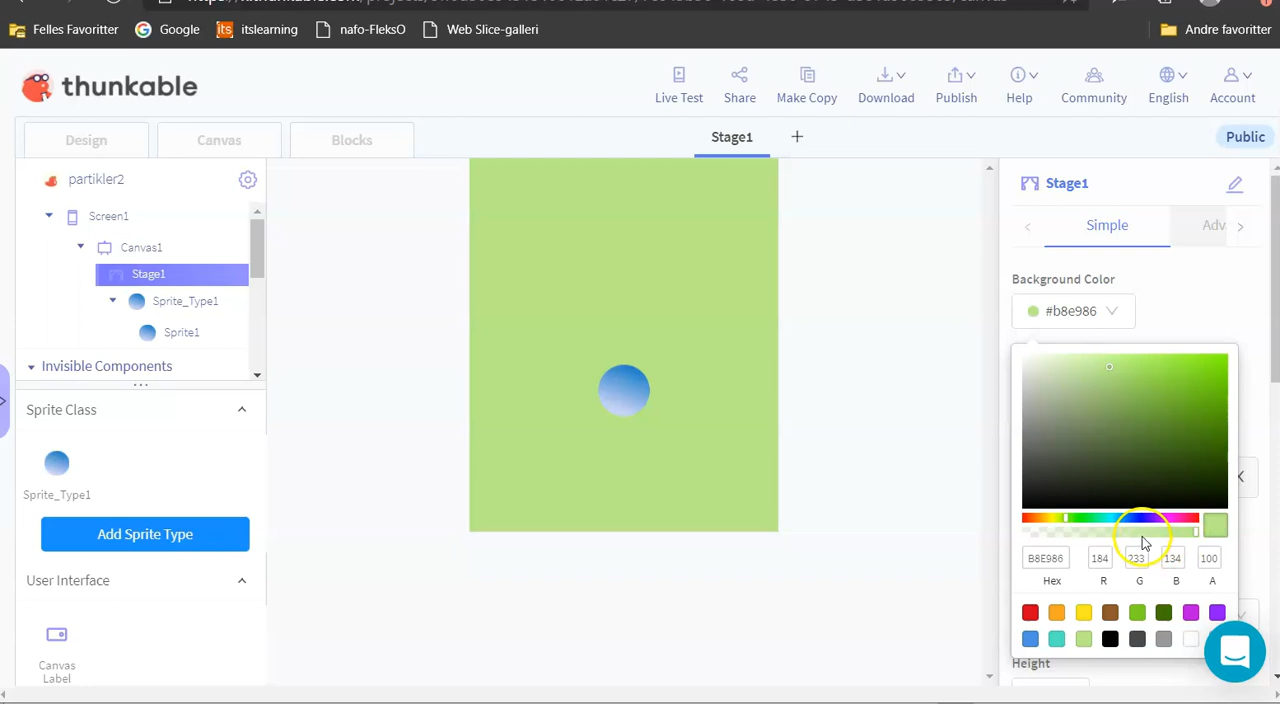 Felles Favoritter
Google
its itslearning
nafo-FleksO
Web Slice-galleri
Andre favoritter
thunkable
Live Test
Share
Make Copy
Download
Publish
Help
Community
English
Account
Design
Canvas
Blocks
Stage1
Public
partikler2
Screen1
Canvas1
Stage1
Sprite_Type1
Sprite1
Invisible Components
Sprite Class
Sprite_Type1
Add Sprite Type
User Interface
Canvas
Label
Stage1
Simple
Adv
Background Color
#b8e986
B8E986 184 233 134 100
Hex R G B A
Height